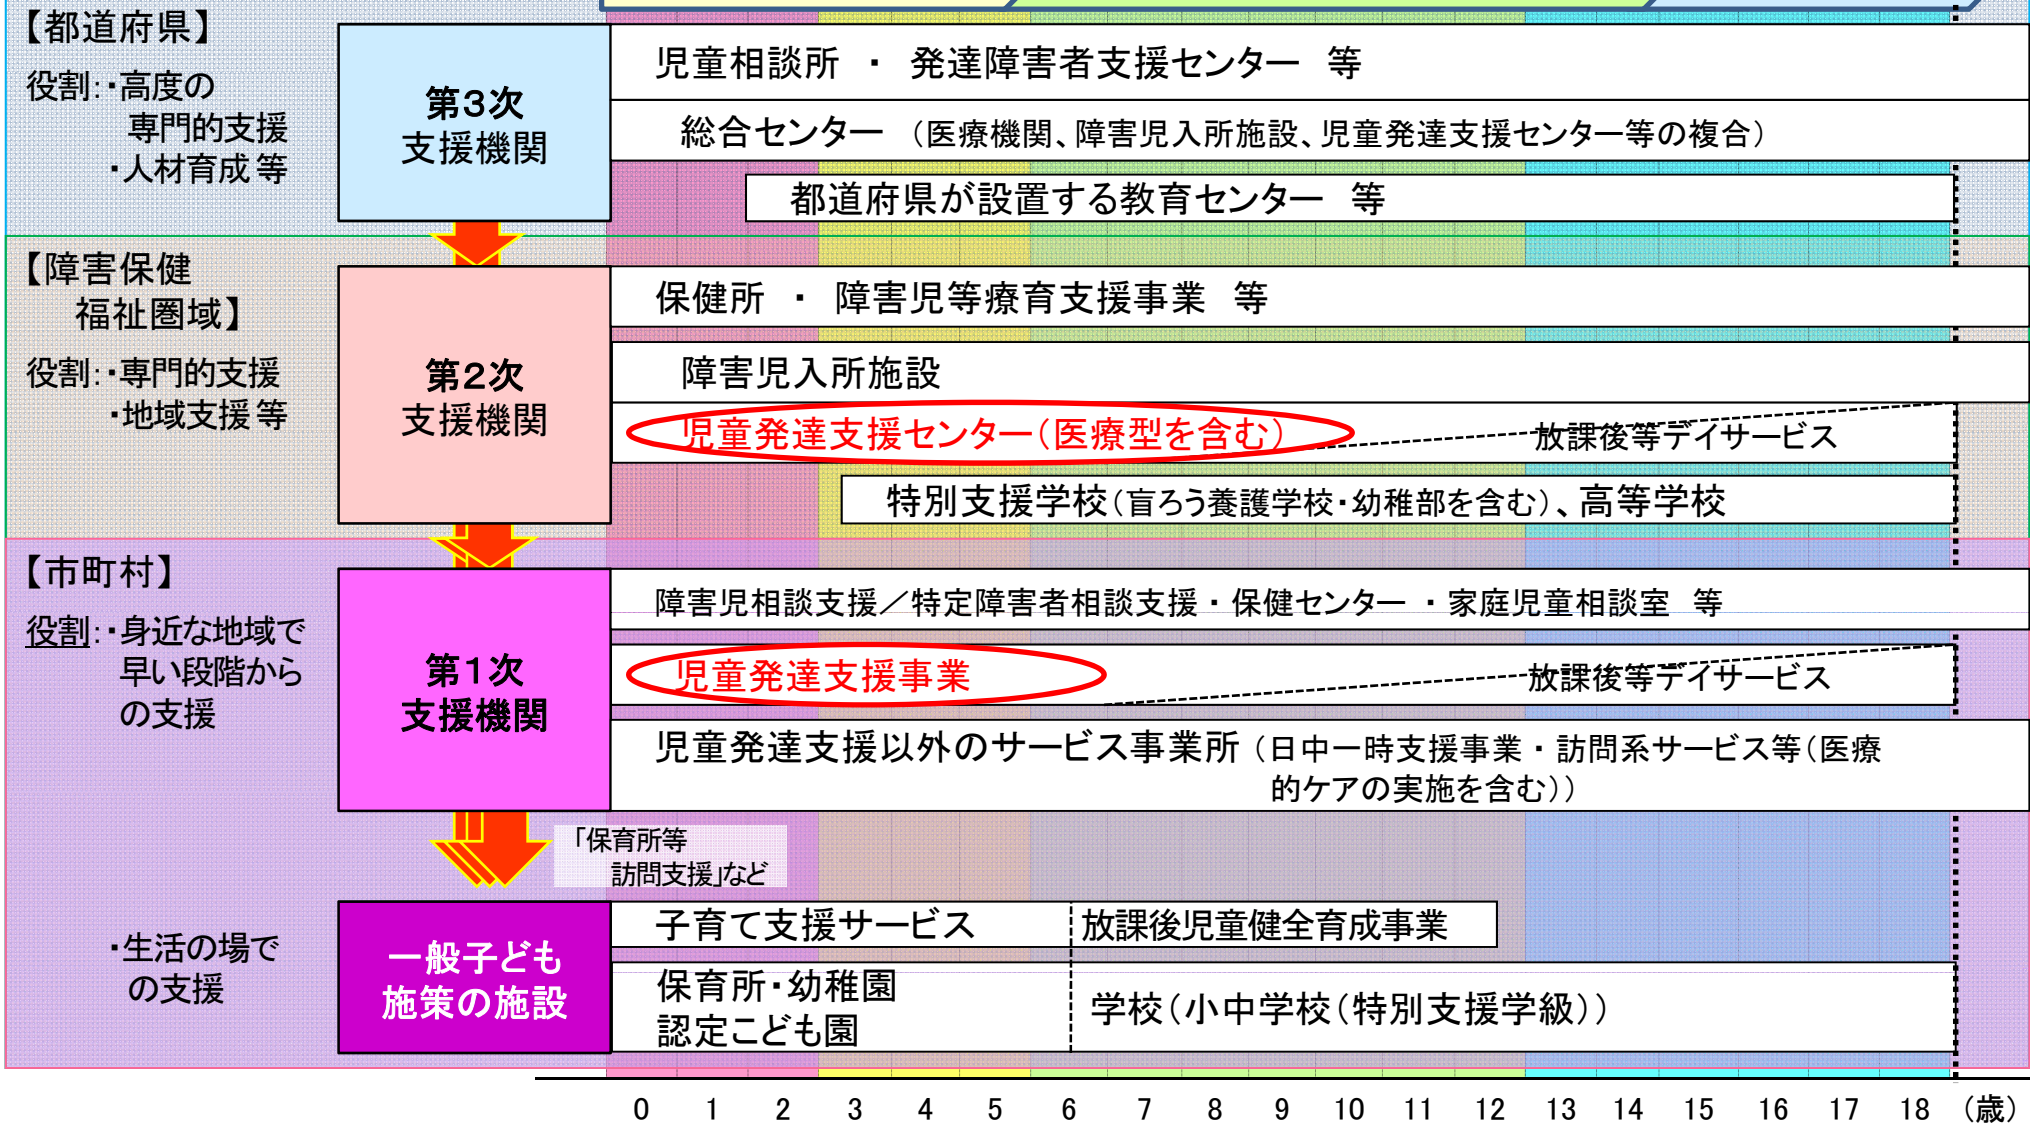 【都道府県】
役割:・高度の
専門的支援
・人材育成 等
第3次
支援機関
児童相談所 ・ 発達障害者支援センター 等
総合センター (医療機関、障害児入所施設、児童発達支援センター等の複合)
都道府県が設置する教育センター 等
【障害保健
福祉圏域】
役割:・専門的支援
・地域支援 等
第2次
支援機関
保健所 ・ 障害児等療育支援事業 等
障害児入所施設
児童発達支援センター(医療型を含む) 放課後等デイサービス
特別支援学校(盲ろう養護学校・幼稚部を含む)、高等学校
【市町村】
役割:・身近な地域で
早い段階から
の支援
第1次
支援機関
障害児相談支援/特定障害者相談支援 ・ 保健センター ・ 家庭児童相談室 等
児童発達支援事業 放課後等デイサービス
児童発達支援以外のサービス事業所 (日中一時支援事業 ・ 訪問系サービス等(医療
的ケアの実施を含む))
「保育所等
訪問支援」など
・生活の場で
の支援
一般子ども
施策の施設
子育て支援サービス 放課後児童健全育成事業
保育所・幼稚園
認定こども園
学校(小中学校(特別支援学級))
0 1 2 3 4 5 6 7 8 9 10 11 12 13 14 15 16 17 18 (歳)